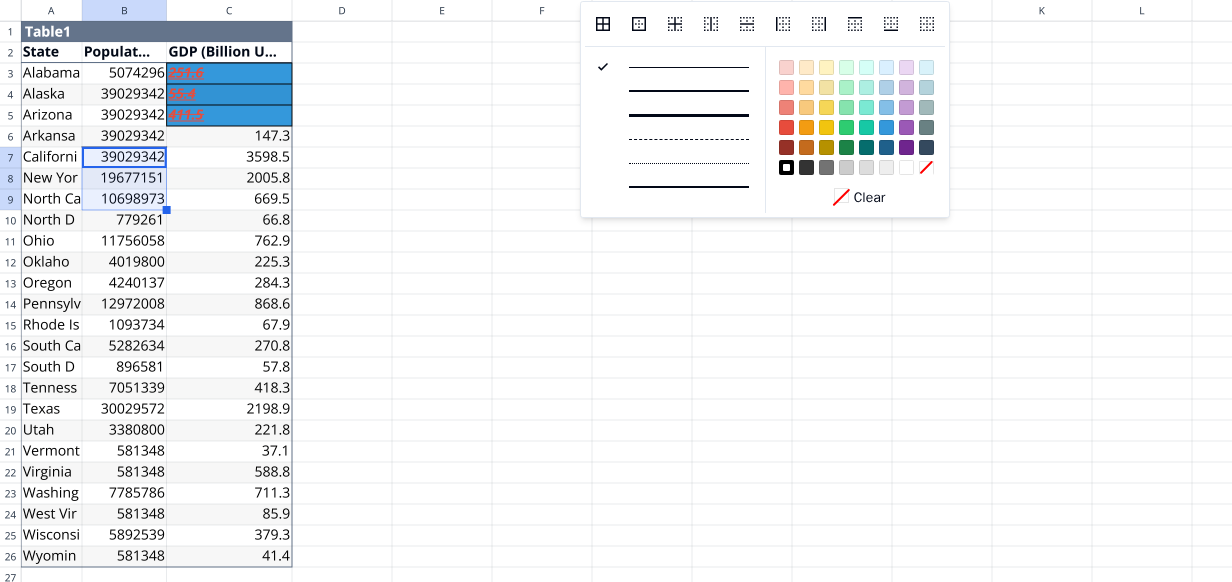 A B C D E F K L
1 Table1
2 State Populat... GDP (Billion U...
3 Alabama 5074296 251.6
4 Alaska 39029342 55.4
5 Arizona 39029342 411.5
6 Arkansa 39029342 147.3
7 Californi 39029342 3598.5
8 New Yor 19677151 2005.8
9 North Ca 10698973 669.5
10 North D 779261 66.8
11 Ohio 11756058 762.9
12 Oklaho 4019800 225.3
13 Oregon 4240137 284.3
14 Pennsylv 12972008 868.6
15 Rhode Is 1093734 67.9
16 South Ca 5282634 270.8
17 South D 896581 57.8
18 Tenness 7051339 418.3
19 Texas 30029572 2198.9
20 Utah 3380800 221.8
21 Vermont 581348 37.1
22 Virginia 581348 588.8
23 Washing 7785786 711.3
24 West Vir 581348 85.9
25 Wisconsi 5892539 379.3
26 Wyomin 581348 41.4
27
Clear